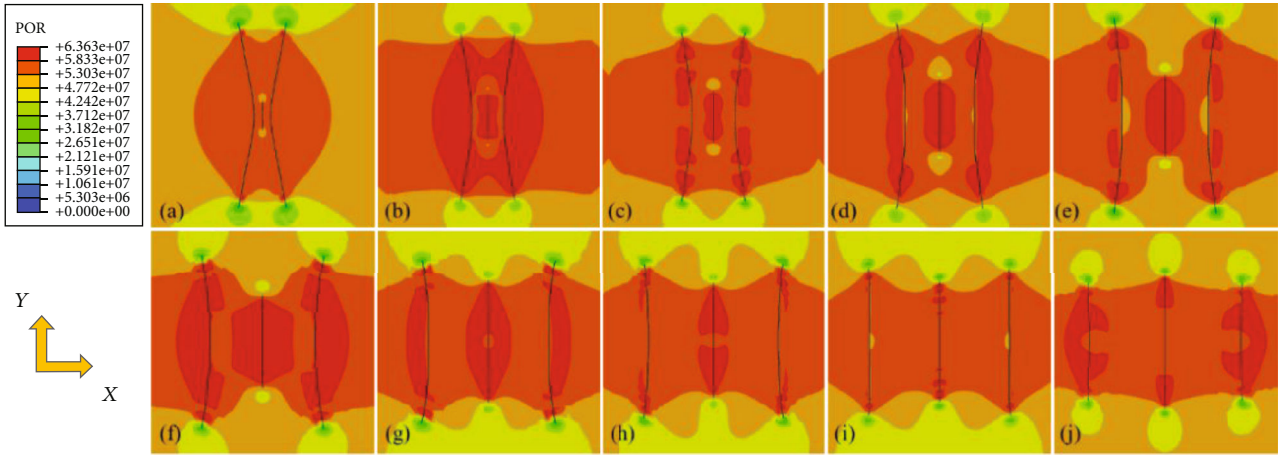 POR
+6.363e+07
+5.833e+07
+5.303e+07
+4.772e+07
+4.242e+07
+3.712e+07
+3.182e+07
+2.651e+07
+2.121e+07
+1.591e+07
+1.061e+07
+5.303e+06
+0.000e+00
(a)
(b)
(c)
(d)
(e)
Y
X
(f)
(g)
(h)
(i)
(j)